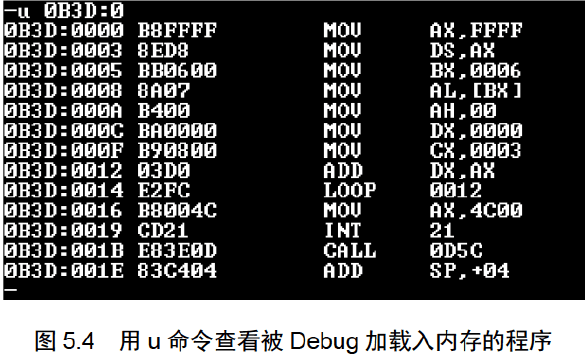 -u 0B3D:0
0B3D:0000 B8FFFF MOV AX,FFFF
0B3D:0003 8ED8 MOV DS,AX
0B3D:0005 BB0600 MOV BX,0006
0B3D:0008 8A07 MOV AL,[BX]
0B3D:000A B400 MOV AH,00
0B3D:000C BA0000 MOV DX,0000
0B3D:000F B90800 MOV CX,0003
0B3D:0012 03D0 ADD DX,AX
0B3D:0014 E2FC LOOP 0012
0B3D:0016 B8004C MOV AX,4C00
0B3D:0019 CD21 INT 21
0B3D:001B E83E0D CALL 0D5C
0B3D:001E 83C404 ADD SP,+04
-
图 5.4 用 u 命令查看被 Debug 加载入内存的程序